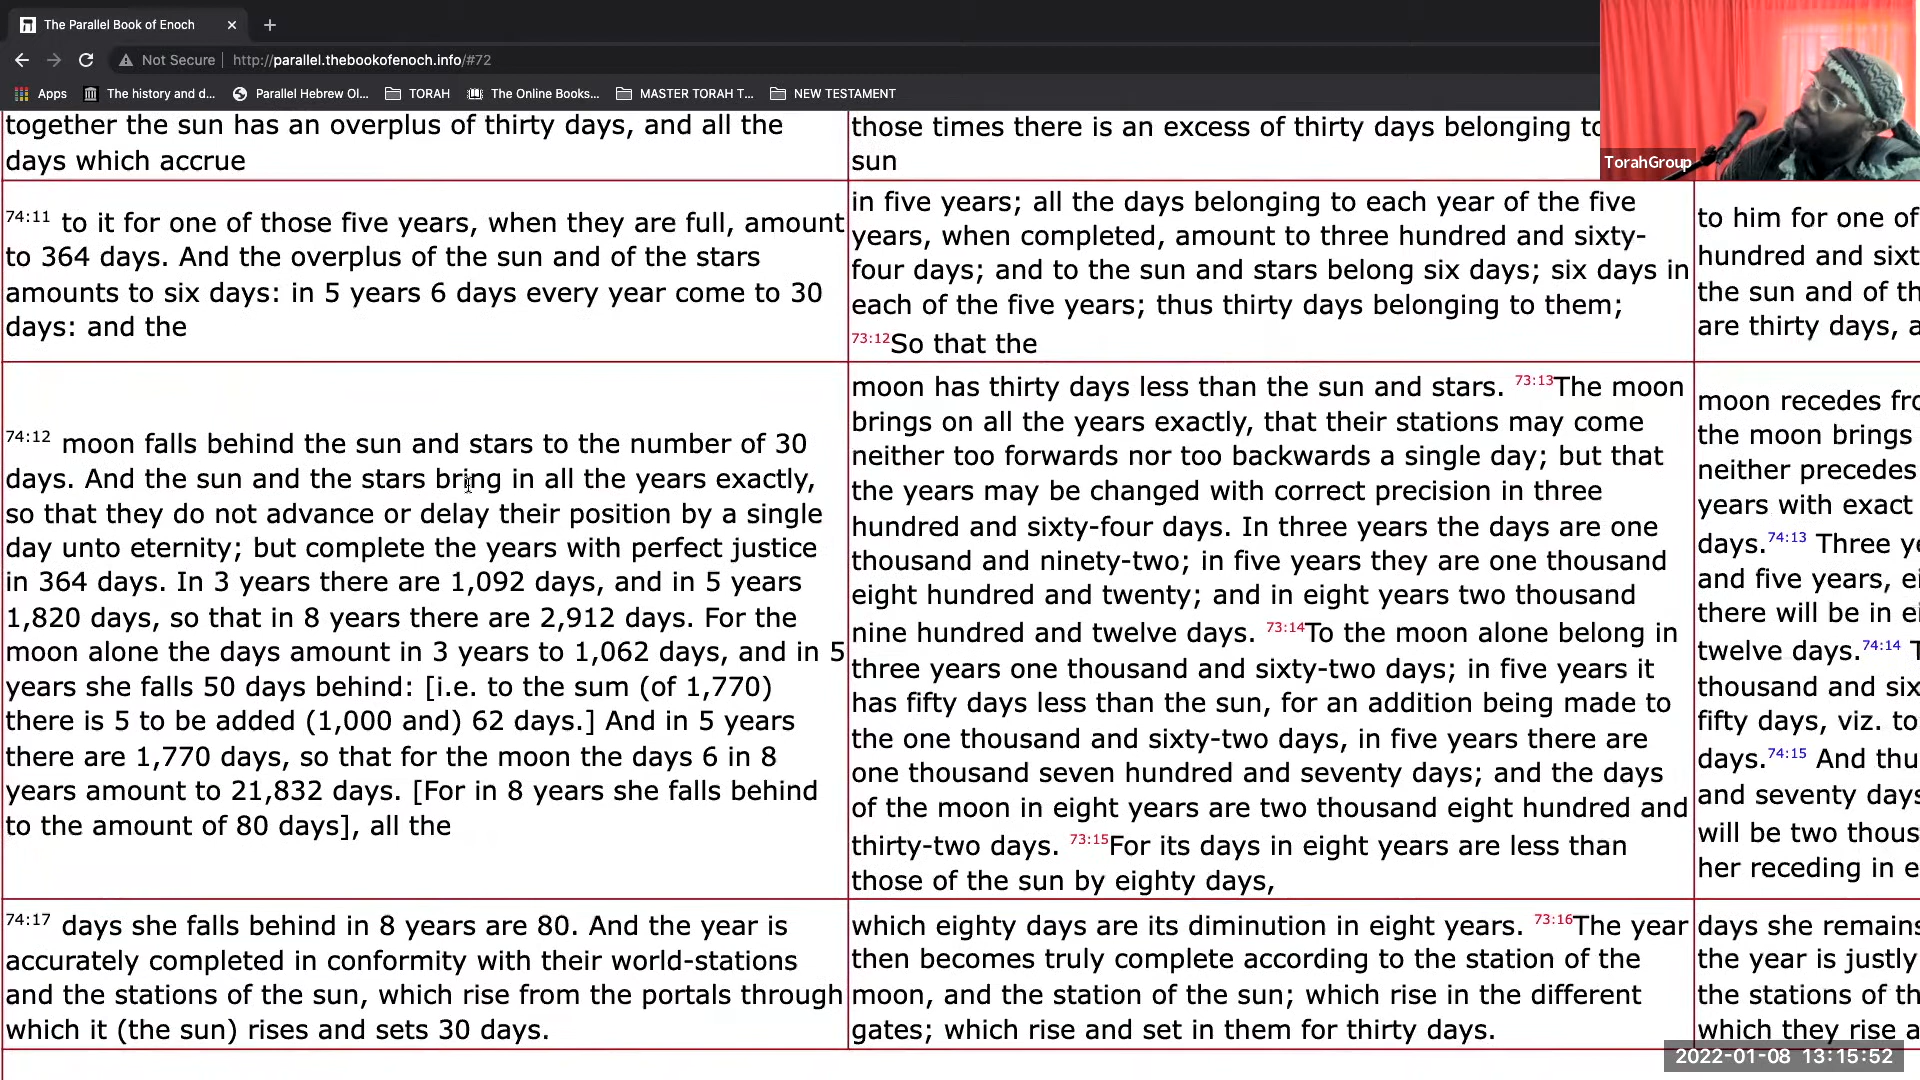 The Parallel Book of Enoch
Not Secure
http://parallel.thebookofenoch.info/#72
Apps
The history and d...
Parallel Hebrew Ol...
TORAH
The Online Books...
MASTER TORAH T...
NEW TESTAMENT
TorahGroup
together the sun has an overplus of thirty days, and all the
days which accrue
those times there is an excess of thirty days belonging
sun
74:11 to it for one of those five years, when they are full, amount
to 364 days. And the overplus of the sun and of the stars
amounts to six days: in 5 years 6 days every year come to 30
days: and the
in five years; all the days belonging to each year of the five
years, when completed, amount to three hundred and sixty-
four days; and to the sun and stars belong six days; six days in
each of the five years; thus thirty days belonging to them;
73:12So that the
to him for one of
hundred and sixt
the sun and of th
are thirty days, a
74:12 moon falls behind the sun and stars to the number of 30
days. And the sun and the stars bring in all the years exactly,
so that they do not advance or delay their position by a single
day unto eternity; but complete the years with perfect justice
in 364 days. In 3 years there are 1,092 days, and in 5 years
1,820 days, so that in 8 years there are 2,912 days. For the
moon alone the days amount in 3 years to 1,062 days, and in 5
years she falls 50 days behind: [i.e. to the sum (of 1,770)
there is 5 to be added (1,000 and) 62 days.] And in 5 years
there are 1,770 days, so that for the moon the days 6 in 8
years amount to 21,832 days. [For in 8 years she falls behind
to the amount of 80 days], all the
moon has thirty days less than the sun and stars. 73:13The moon
brings on all the years exactly, that their stations may come
neither too forwards nor too backwards a single day; but that
the years may be changed with correct precision in three
hundred and sixty-four days. In three years the days are one
thousand and ninety-two; in five years they are one thousand
eight hundred and twenty; and in eight years two thousand
nine hundred and twelve days. 73:14To the moon alone belong in
three years one thousand and sixty-two days; in five years it
has fifty days less than the sun, for an addition being made to
the one thousand and sixty-two days, in five years there are
one thousand seven hundred and seventy days; and the days
of the moon in eight years are two thousand eight hundred and
thirty-two days. 73:15For its days in eight years are less than
those of the sun by eighty days,
moon recedes fro
the moon brings
neither precedes
years with exact
days.74:13 Three ye
and five years, ei
there will be in ei
twelve days.74:14 T
thousand and six
fifty days, viz. to
days.74:15 And thu
and seventy days
will be two thous
her receding in e
74:17 days she falls behind in 8 years are 80. And the year is
accurately completed in conformity with their world-stations
and the stations of the sun, which rise from the portals through
which it (the sun) rises and sets 30 days.
which eighty days are its diminution in eight years. 73:16The year
then becomes truly complete according to the station of the
moon, and the station of the sun; which rise in the different
gates; which rise and set in them for thirty days.
days she remains
the year is justly
the stations of th
which they rise a
2022-01-08 13:15:52